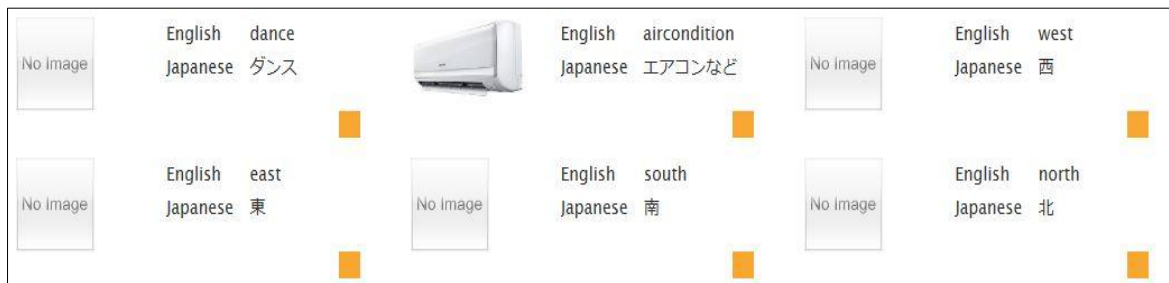 No Image
English dance
Japanese ダンス
English aircondition
Japanese エアコンなど
No Image
English west
Japanese 西
No Image
English east
Japanese 東
No Image
English south
Japanese 南
No Image
English north
Japanese 北